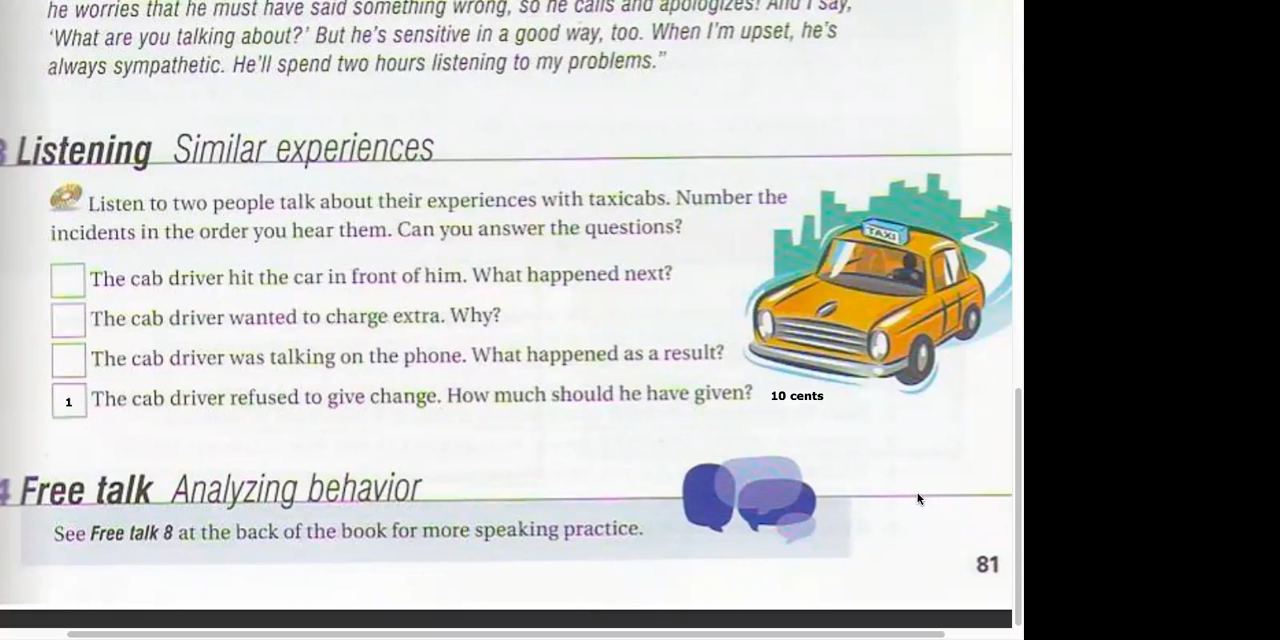 he worries that he must have said something wrong, so he calls and apologizes! And I say,
‘What are you talking about?’ But he’s sensitive in a good way, too. When I’m upset, he’s
always sympathetic. He’ll spend two hours listening to my problems.”
3 Listening Similar experiences
Listen to two people talk about their experiences with taxicabs. Number the
incidents in the order you hear them. Can you answer the questions?
TAXI
The cab driver hit the car in front of him. What happened next?
The cab driver wanted to charge extra. Why?
The cab driver was talking on the phone. What happened as a result?
1 The cab driver refused to give change. How much should he have given? 10 cents
4 Free talk Analyzing behavior
See Free talk 8 at the back of the book for more speaking practice.
81